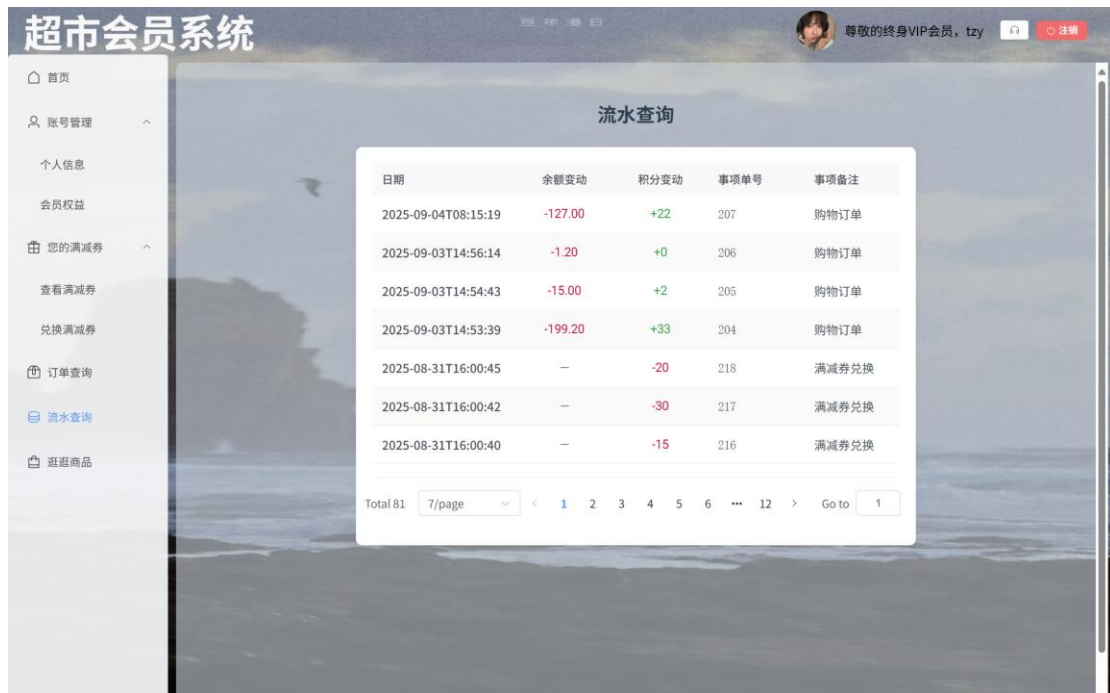 超市会员系统
尊敬的终身VIP会员，tzy
注销
首页
账号管理
个人信息
会员权益
您的满减券
查看满减券
兑换满减券
订单查询
流水查询
逛逛商品
流水查询
日期 余额变动 积分变动 事项单号 事项备注
2025-09-04T08:15:19 -127.00 +22 207 购物订单
2025-09-03T14:56:14 -1.20 +0 206 购物订单
2025-09-03T14:54:43 -15.00 +2 205 购物订单
2025-09-03T14:53:39 -199.20 +33 204 购物订单
2025-08-31T16:00:45 — -20 218 满减券兑换
2025-08-31T16:00:42 — -30 217 满减券兑换
2025-08-31T16:00:40 — -15 216 满减券兑换
Total 81 7/page 1 2 3 4 5 6 ••• 12 Go to 1